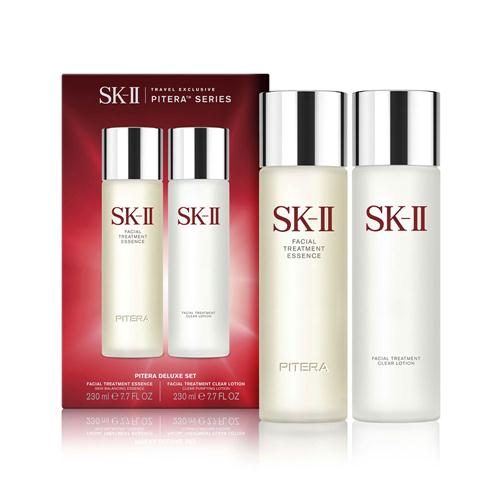 SK-II
TRAVEL EXCLUSIVE
PITERA™ SERIES
SK-II
FACIAL
TREATMENT
ESSENCE
PITERA
SK-II
FACIAL TREATMENT
CLEAR LOTION
PITERA DELUXE SET
FACIAL TREATMENT ESSENCE
SKIN BALANCING ESSENCE
230 ml ℮ 7.7 FL OZ
FACIAL TREATMENT CLEAR LOTION
CLEAR PURIFYING LOTION
230 ml ℮ 7.7 FL OZ
SK-II
FACIAL
TREATMENT
ESSENCE
PITERA
SK-II
FACIAL TREATMENT
CLEAR LOTION